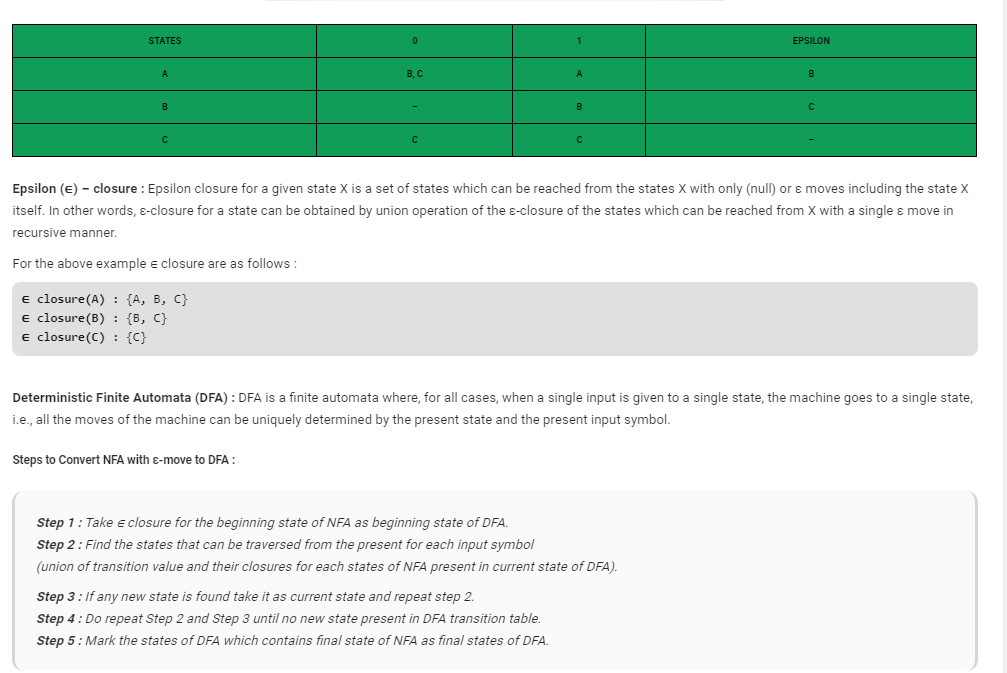 STATES 0 1 EPSILON
A B, C A B
B – B C
C C C –
Epsilon (∈) – closure : Epsilon closure for a given state X is a set of states which can be reached from the states X with only (null) or ε moves including the state X
itself. In other words, ε-closure for a state can be obtained by union operation of the ε-closure of the states which can be reached from X with a single ε move in
recursive manner.
For the above example ∈ closure are as follows :
∈ closure(A) : {A, B, C}
∈ closure(B) : {B, C}
∈ closure(C) : {C}
Deterministic Finite Automata (DFA) : DFA is a finite automata where, for all cases, when a single input is given to a single state, the machine goes to a single state,
i.e., all the moves of the machine can be uniquely determined by the present state and the present input symbol.
Steps to Convert NFA with ε-move to DFA :
Step 1 : Take ∈ closure for the beginning state of NFA as beginning state of DFA.
Step 2 : Find the states that can be traversed from the present for each input symbol
(union of transition value and their closures for each states of NFA present in current state of DFA).
Step 3 : If any new state is found take it as current state and repeat step 2.
Step 4 : Do repeat Step 2 and Step 3 until no new state present in DFA transition table.
Step 5 : Mark the states of DFA which contains final state of NFA as final states of DFA.